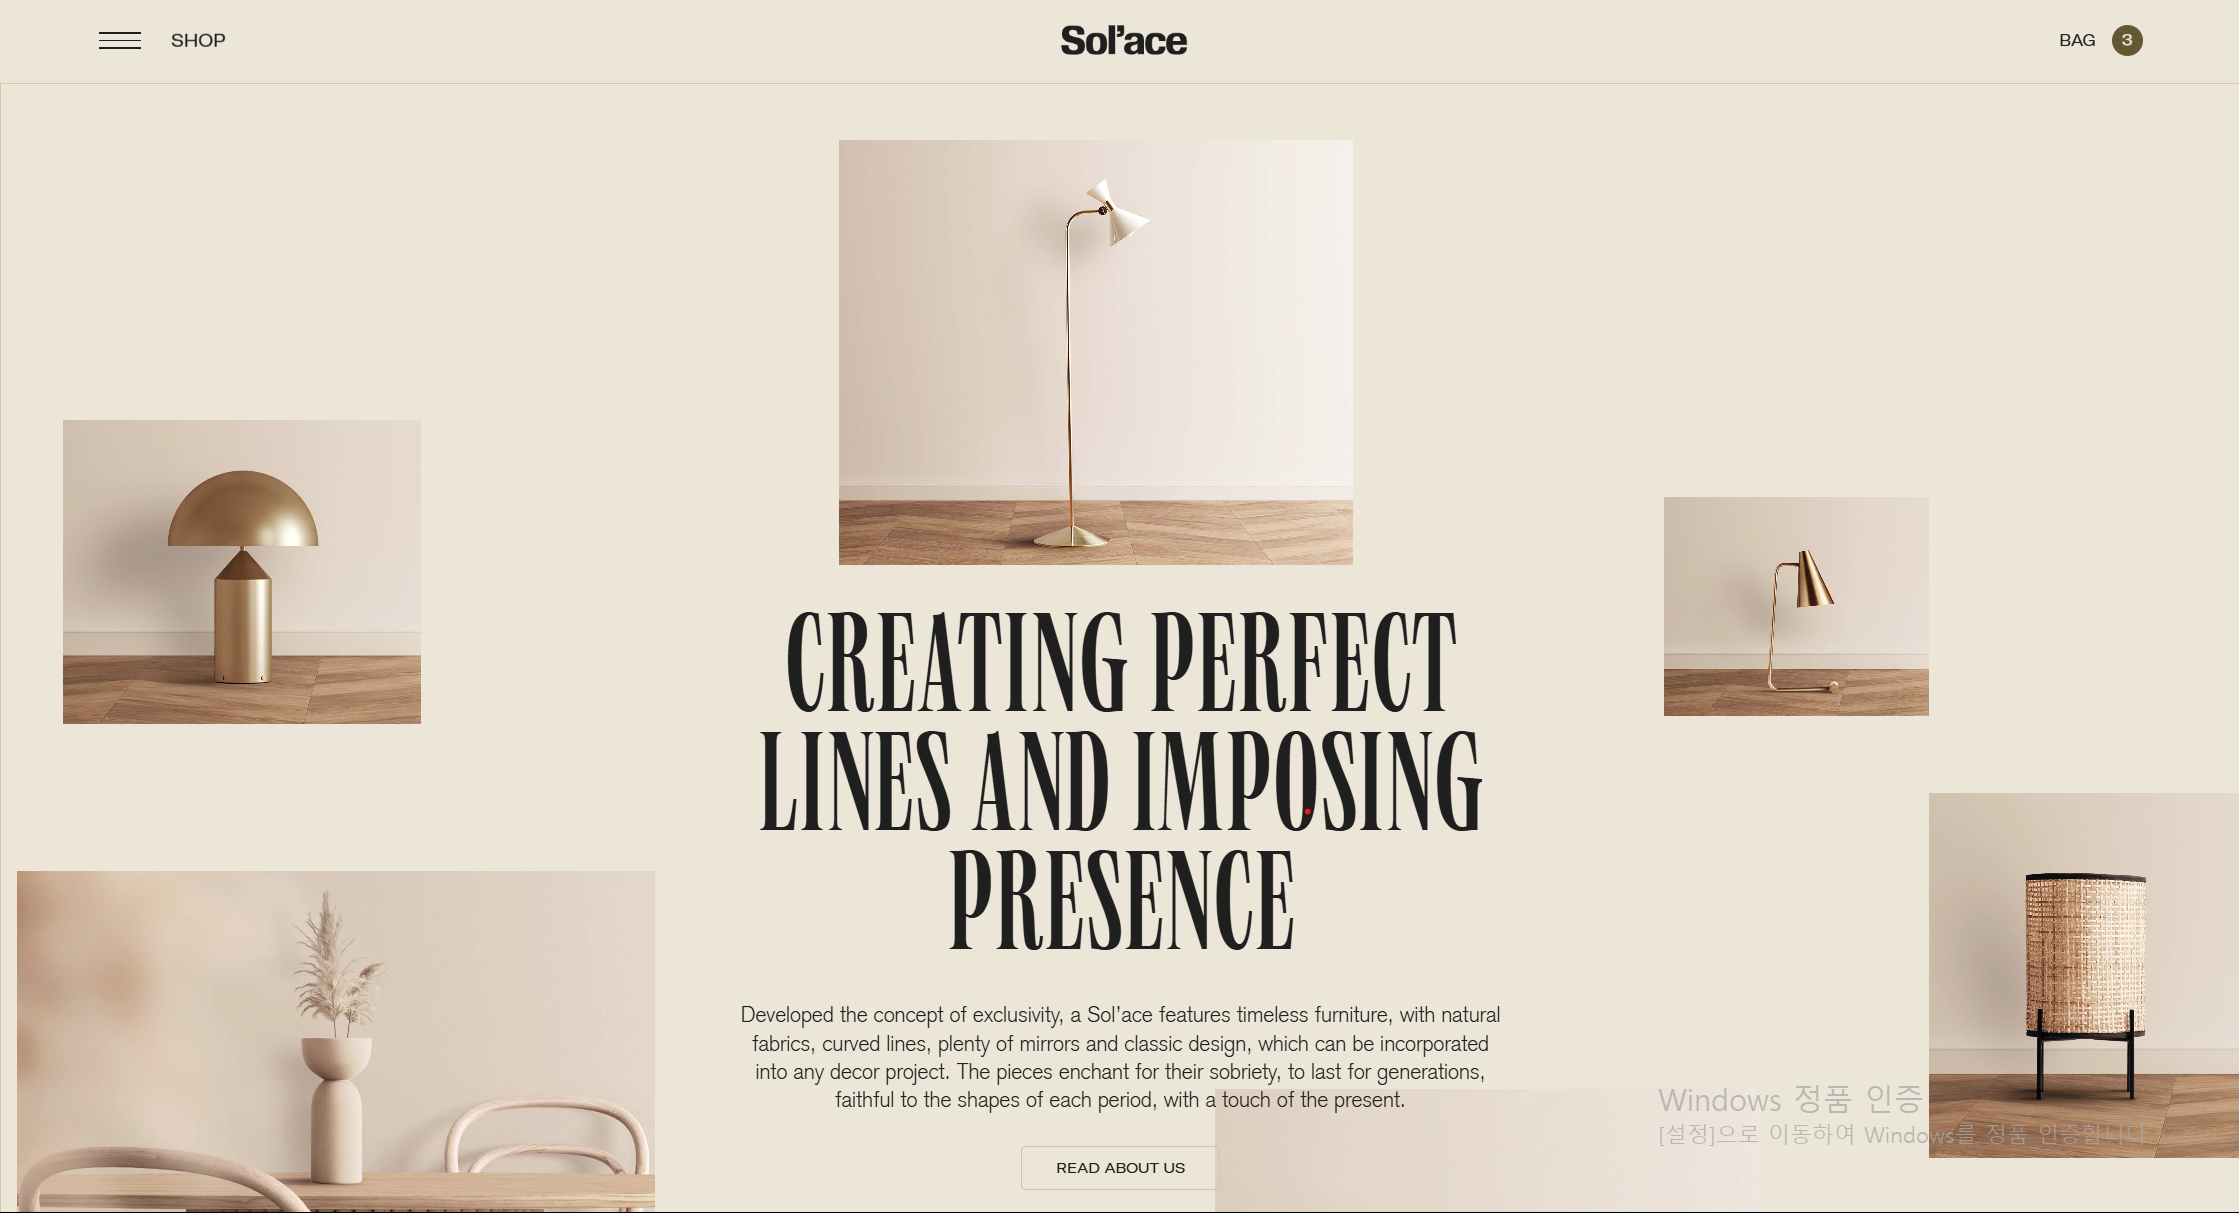 SHOP
Sol'ace
BAG 3
CREATING PERFECT
LINES AND IMPOSING
PRESENCE
Developed the concept of exclusivity, a Sol'ace features timeless furniture, with natural
fabrics, curved lines, plenty of mirrors and classic design, which can be incorporated
into any decor project. The pieces enchant for their sobriety, to last for generations,
faithful to the shapes of each period, with a touch of the present.
READ ABOUT US
Windows 정품 인증
[설정]으로 이동하여 Windows를 정품 인증합니다